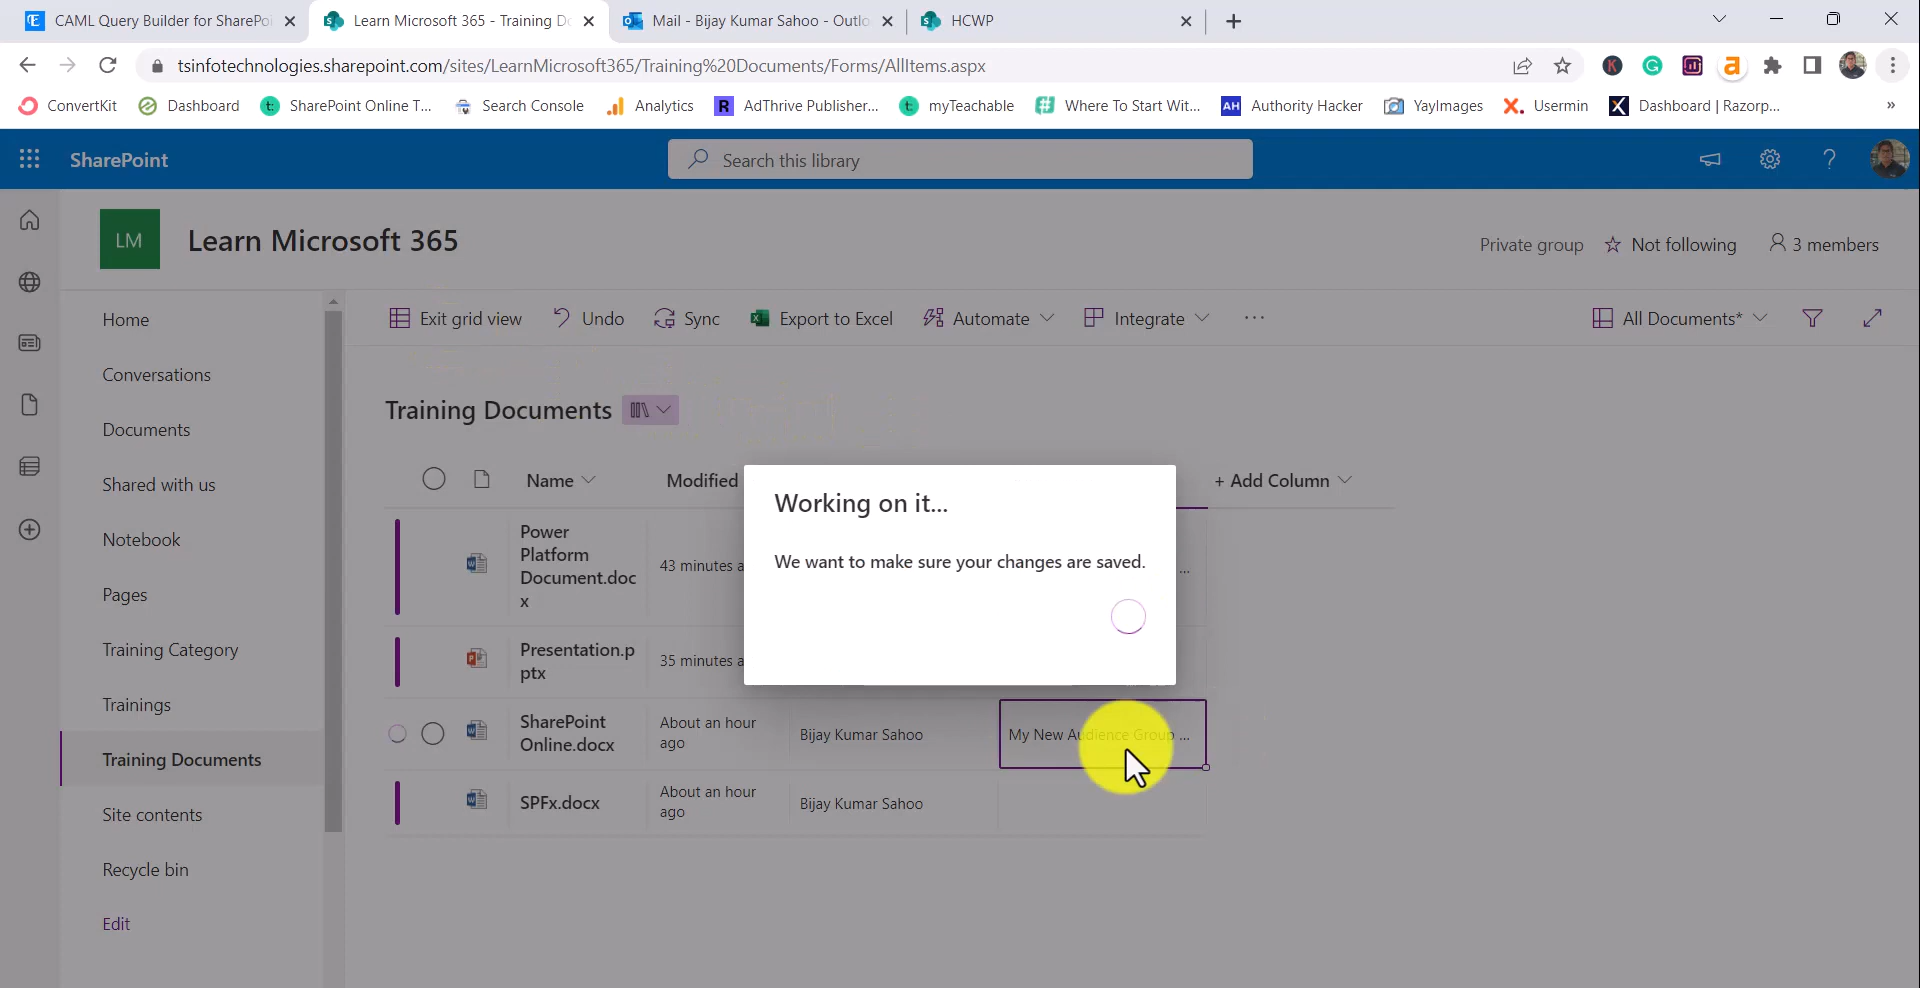 CAML Query Builder for SharePoi
Learn Microsoft 365 - Training Do
Mail - Bijay Kumar Sahoo - Outlo
HCWP
tsinfotechnologies.sharepoint.com/sites/LearnMicrosoft365/Training%20Documents/Forms/AllItems.aspx
ConvertKit
Dashboard
SharePoint Online T...
Search Console
Analytics
AdThrive Publisher...
myTeachable
Where To Start Wit...
AH Authority Hacker
YayImages
Usermin
Dashboard | Razorp...
»
SharePoint
Search this library
LM
Learn Microsoft 365
Private group
Not following
3 members
Home
Conversations
Documents
Shared with us
Notebook
Pages
Training Category
Trainings
Training Documents
Site contents
Recycle bin
Edit
Exit grid view
Undo
Sync
Export to Excel
Automate
Integrate
...
All Documents*
Training Documents
Name
Modified
+ Add Column
Power
Platform
Document.doc
x
43 minutes a
...
Presentation.p
ptx
35 minutes a
SharePoint
Online.docx
About an hour
ago
Bijay Kumar Sahoo
My New Audience Group ...
SPFx.docx
About an hour
ago
Bijay Kumar Sahoo
Working on it...
We want to make sure your changes are saved.